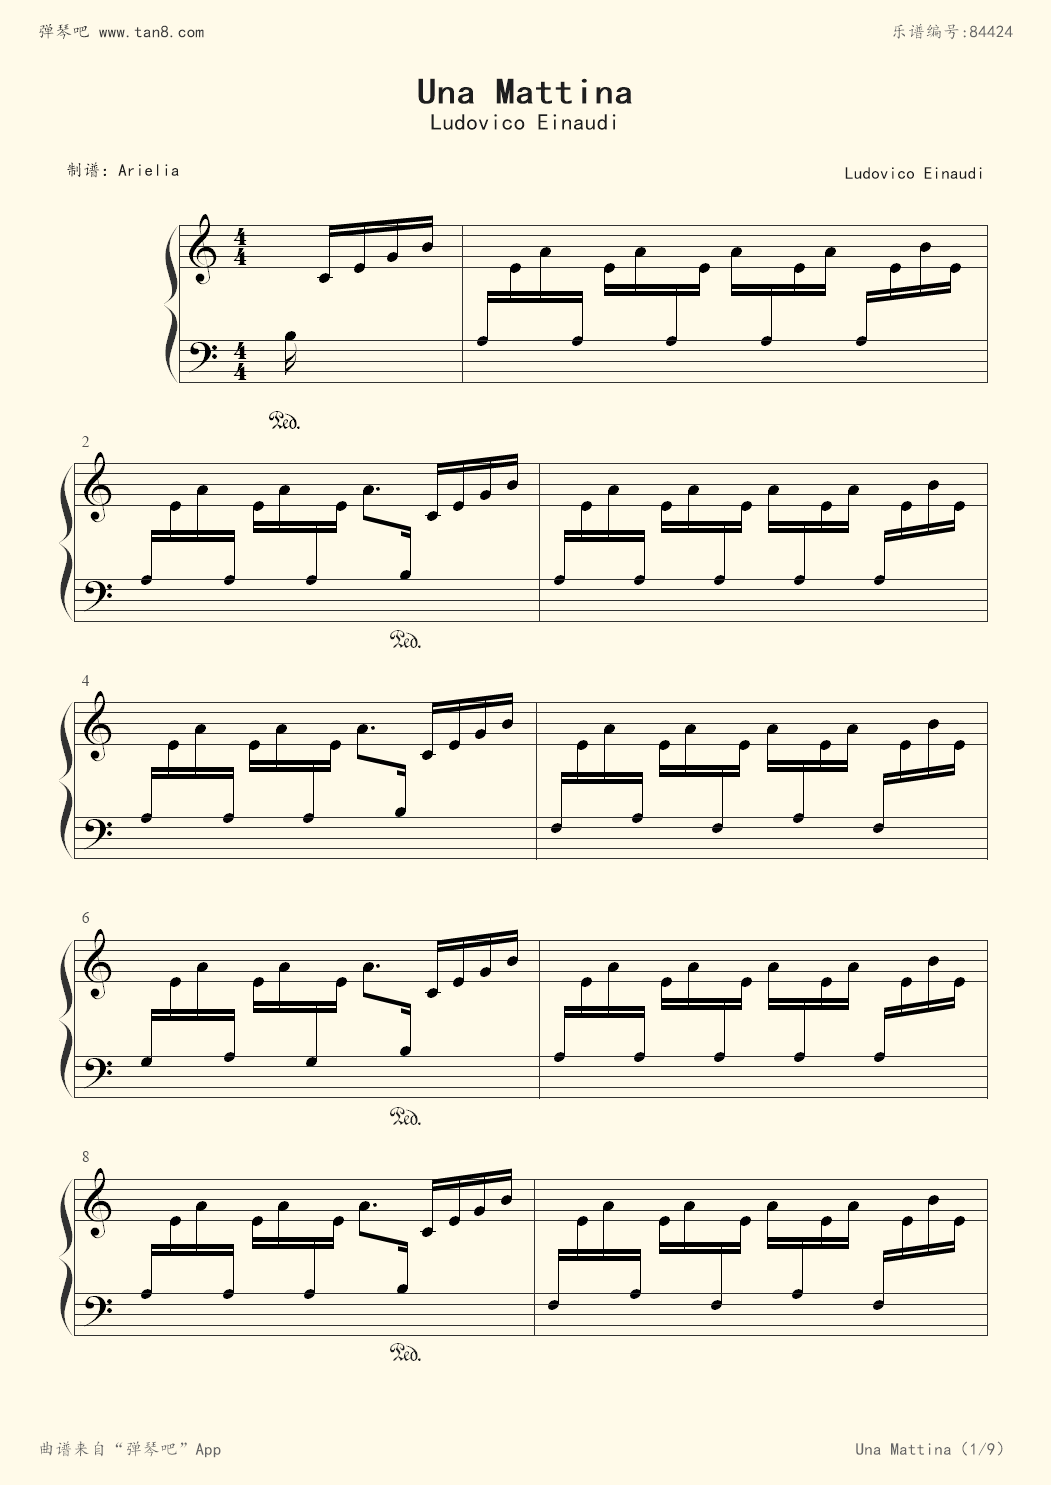 弹琴吧 www.tan8.com
乐谱编号:84424
Una Mattina
Ludovico Einaudi
制谱: Arielia
Ludovico Einaudi
4
4
4
4
Ped.
2
Ped.
4
6
Ped.
8
Ped.
曲谱来自“弹琴吧”App
Una Mattina (1/9)